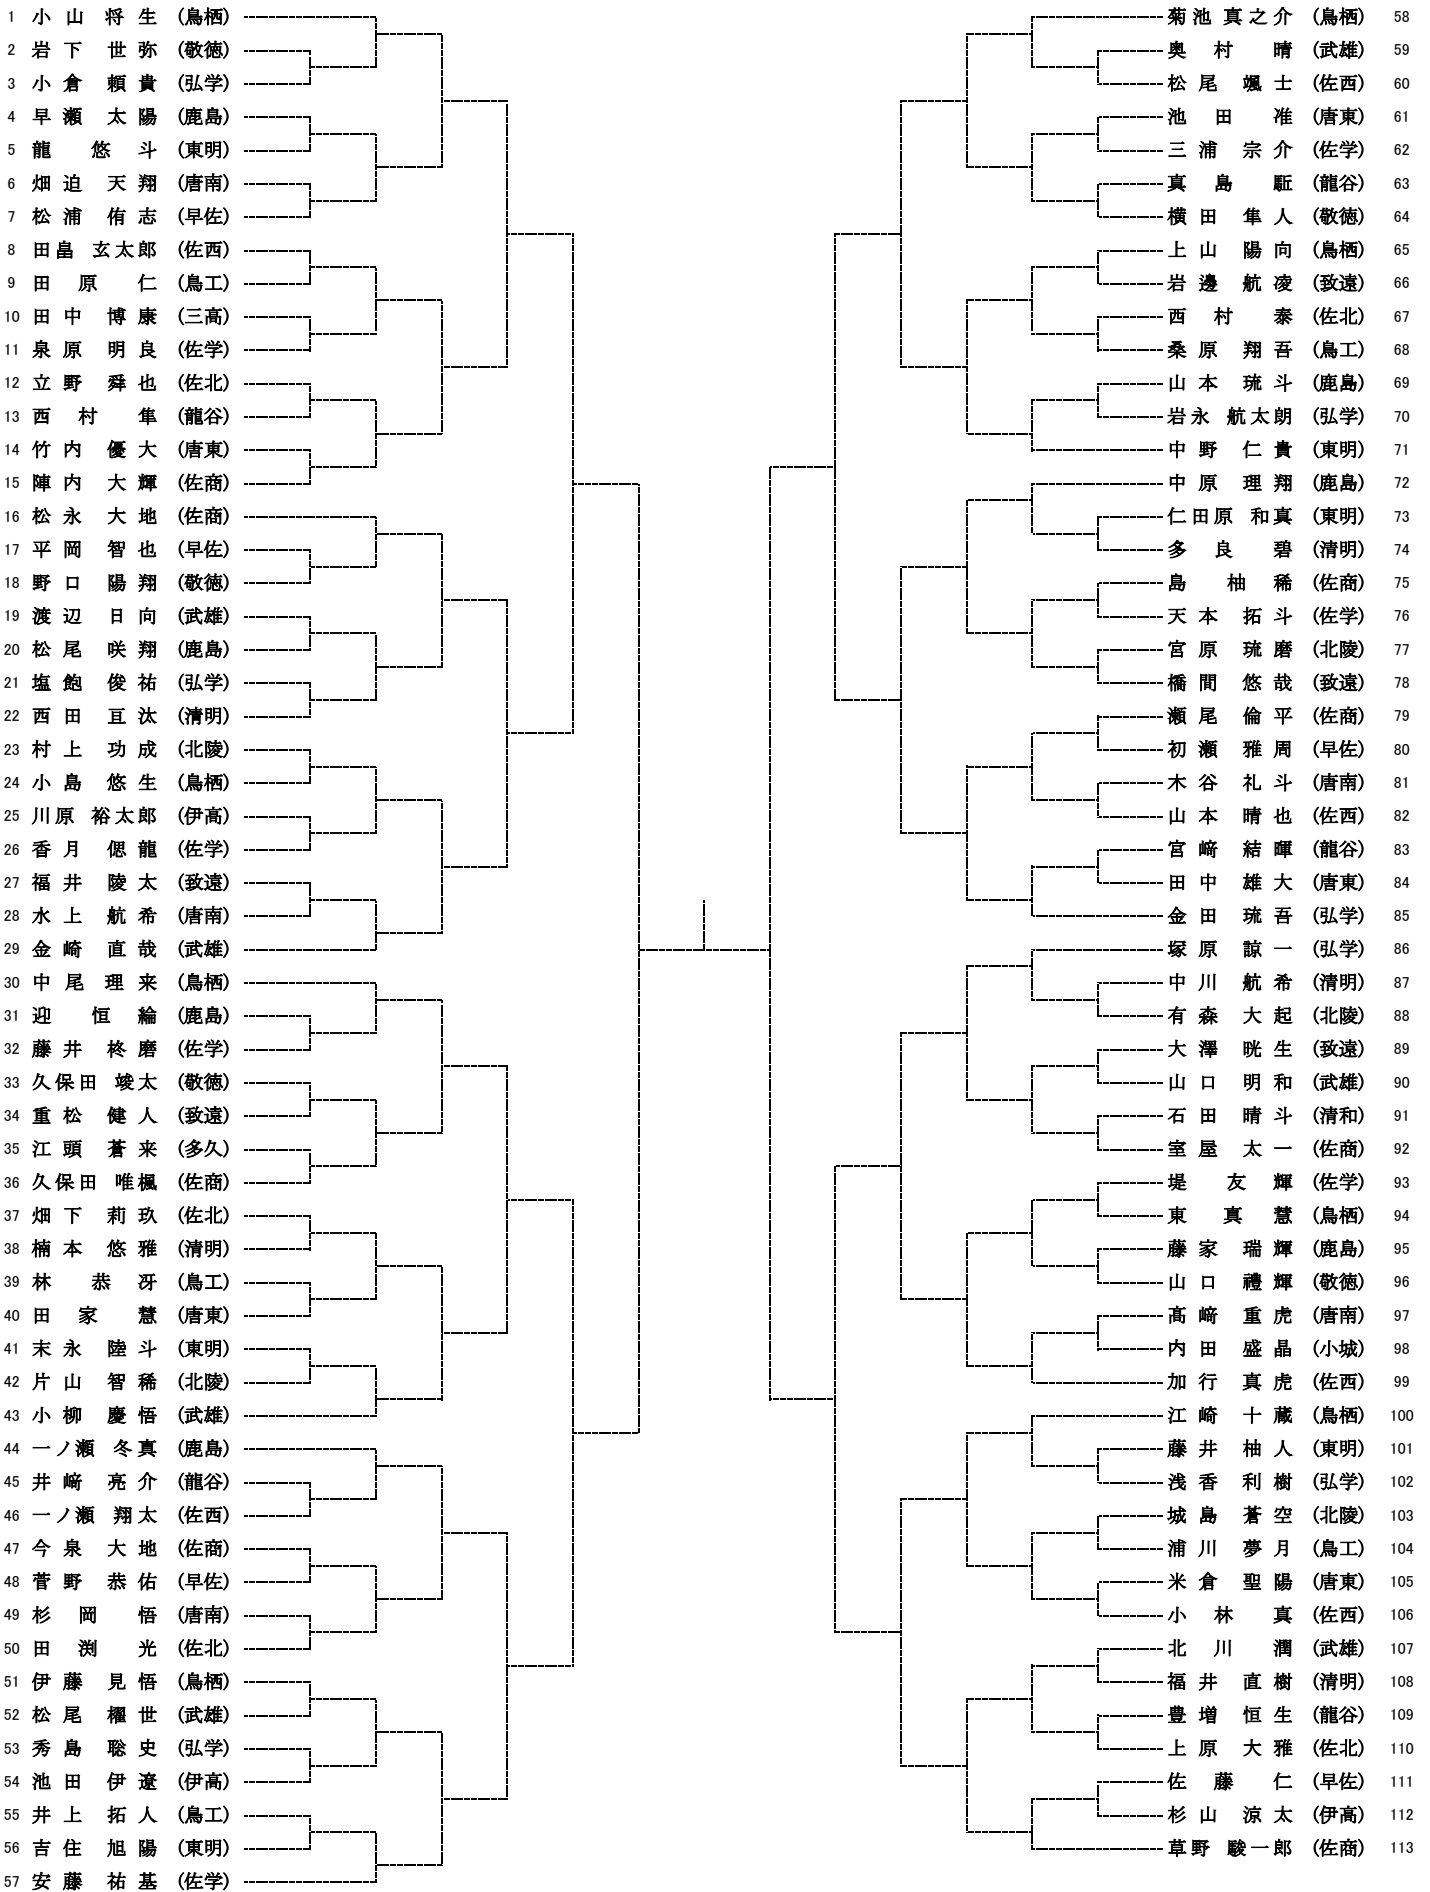 1 小山 将生 (鳥栖)
2 岩下 世弥 (敬徳)
3 小倉 頼貴 (弘学)
4 早瀬 太陽 (鹿島)
5 龍 悠斗 (東明)
6 畑迫 天翔 (唐南)
7 松浦 侑志 (早佐)
8 田畠 玄太郎 (佐西)
9 田原 仁 (鳥工)
10 田中 博康 (三高)
11 泉原 明良 (佐学)
12 立野 舜也 (佐北)
13 西村 隼 (龍谷)
14 竹内 優大 (唐東)
15 陣内 大輝 (佐商)
16 松永 大地 (佐商)
17 平岡 智也 (早佐)
18 野口 陽翔 (敬徳)
19 渡辺 日向 (武雄)
20 松尾 咲翔 (鹿島)
21 塩飽 俊祐 (弘学)
22 西田 亘汰 (清明)
23 村上 功成 (北陵)
24 小島 悠生 (鳥栖)
25 川原 裕太郎 (伊高)
26 香月 偲龍 (佐学)
27 福井 陵太 (致遠)
28 水上 航希 (唐南)
29 金崎 直哉 (武雄)
30 中尾 理来 (鳥栖)
31 迎 恒綸 (鹿島)
32 藤井 柊磨 (佐学)
33 久保田 竣太 (敬徳)
34 重松 健人 (致遠)
35 江頭 蒼来 (多久)
36 久保田 唯楓 (佐商)
37 畑下 莉玖 (佐北)
38 楠本 悠雅 (清明)
39 林 恭冴 (鳥工)
40 田家 慧 (唐東)
41 末永 陸斗 (東明)
42 片山 智稀 (北陵)
43 小柳 慶悟 (武雄)
44 一ノ瀬 冬真 (鹿島)
45 井﨑 亮介 (龍谷)
46 一ノ瀬 翔太 (佐西)
47 今泉 大地 (佐商)
48 菅野 恭佑 (早佐)
49 杉岡 悟 (唐南)
50 田渕 光 (佐北)
51 伊藤 見悟 (鳥栖)
52 松尾 櫂世 (武雄)
53 秀島 聡史 (弘学)
54 池田 伊遼 (伊高)
55 井上 拓人 (鳥工)
56 吉住 旭陽 (東明)
57 安藤 祐基 (佐学)
菊池 真之介 (鳥栖) 58
奥村 晴 (武雄) 59
松尾 颯士 (佐西) 60
池田 准 (唐東) 61
三浦 宗介 (佐学) 62
真島 (龍谷) 63
横田 隼人 (敬徳) 64
上山 陽向 (鳥栖) 65
岩邊 航凌 (致遠) 66
西村 泰 (佐北) 67
桑原 翔吾 (鳥工) 68
山本 琉斗 (鹿島) 69
岩永 航太朗 (弘学) 70
中野 仁貴 (東明) 71
中原 理翔 (鹿島) 72
仁田原 和真 (東明) 73
多良 碧 (清明) 74
島 柚稀 (佐商) 75
天本 拓斗 (佐学) 76
宮原 琉磨 (北陵) 77
橋間 悠哉 (致遠) 78
瀬尾 倫平 (佐商) 79
初瀬 雅周 (早佐) 80
木谷 礼斗 (唐南) 81
山本 晴也 (佐西) 82
宮﨑 結暉 (龍谷) 83
田中 雄大 (唐東) 84
金田 琉吾 (弘学) 85
塚原 諒一 (弘学) 86
中川 航希 (清明) 87
有森 大起 (北陵) 88
大澤 晄生 (致遠) 89
山口 明和 (武雄) 90
石田 晴斗 (清和) 91
室屋 太一 (佐商) 92
堤 友輝 (佐学) 93
東 真慧 (鳥栖) 94
藤家 瑞輝 (鹿島) 95
山口 禮輝 (敬徳) 96
髙﨑 重虎 (唐南) 97
内田 盛晶 (小城) 98
加行 真虎 (佐西) 99
江崎 十蔵 (鳥栖) 100
藤井 柚人 (東明) 101
浅香 利樹 (弘学) 102
城島 蒼空 (北陵) 103
浦川 夢月 (鳥工) 104
米倉 聖陽 (唐東) 105
小林 真 (佐西) 106
北川 潤 (武雄) 107
福井 直樹 (清明) 108
豊増 恒生 (龍谷) 109
上原 大雅 (佐北) 110
佐藤 仁 (早佐) 111
杉山 涼太 (伊高) 112
草野 駿一郎 (佐商) 113